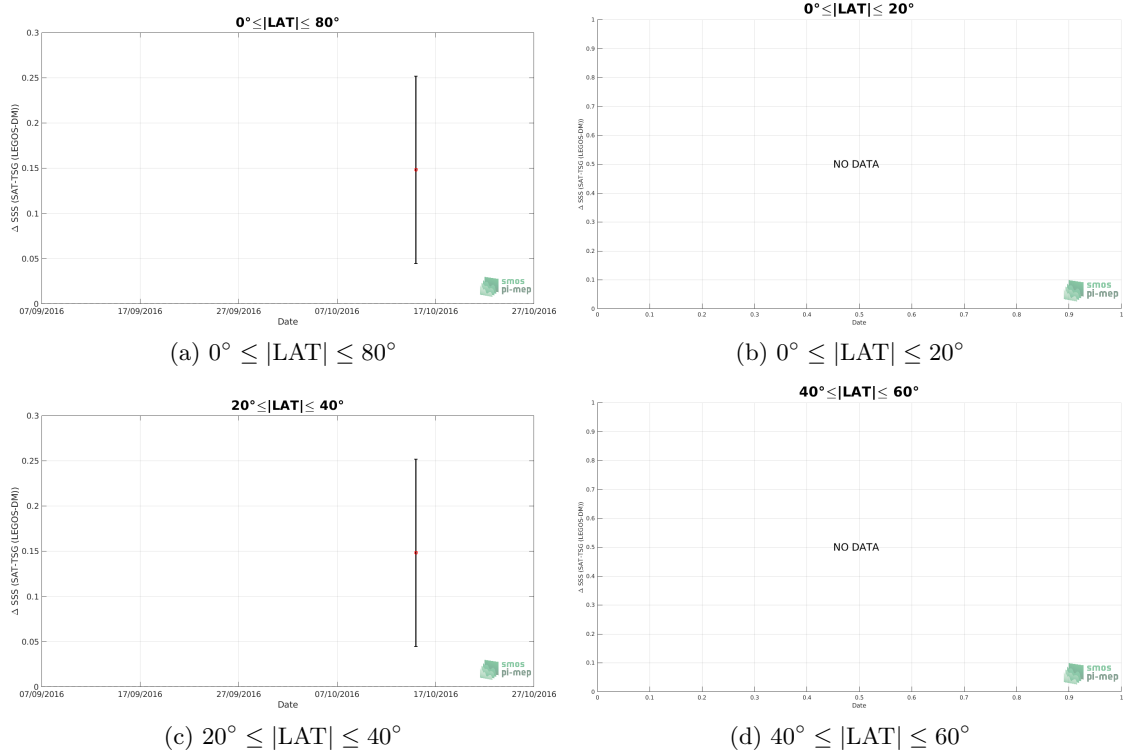 0°≤|LAT|≤ 80°
Δ SSS (SAT-TSG (LEGOS-DM))
0.3
0.25
0.2
0.15
0.1
0.05
0
07/09/2016 17/09/2016 27/09/2016 07/10/2016 17/10/2016 27/10/2016
Date
smos
pi-mep
(a) 0° ≤ |LAT| ≤ 80°
0°≤|LAT|≤ 20°
Δ SSS (SAT-TSG (LEGOS-DM))
1
0.9
0.8
0.7
0.6
0.5
0.4
0.3
0.2
0.1
0
NO DATA
0 0.1 0.2 0.3 0.4 0.5 0.6 0.7 0.8 0.9 1
Date
smos
pi-mep
(b) 0° ≤ |LAT| ≤ 20°
20°≤|LAT|≤ 40°
Δ SSS (SAT-TSG (LEGOS-DM))
0.3
0.25
0.2
0.15
0.1
0.05
0
07/09/2016 17/09/2016 27/09/2016 07/10/2016 17/10/2016 27/10/2016
Date
smos
pi-mep
(c) 20° ≤ |LAT| ≤ 40°
40°≤|LAT|≤ 60°
Δ SSS (SAT-TSG (LEGOS-DM))
1
0.9
0.8
0.7
0.6
0.5
0.4
0.3
0.2
0.1
0
NO DATA
0 0.1 0.2 0.3 0.4 0.5 0.6 0.7 0.8 0.9 1
Date
smos
pi-mep
(d) 40° ≤ |LAT| ≤ 60°